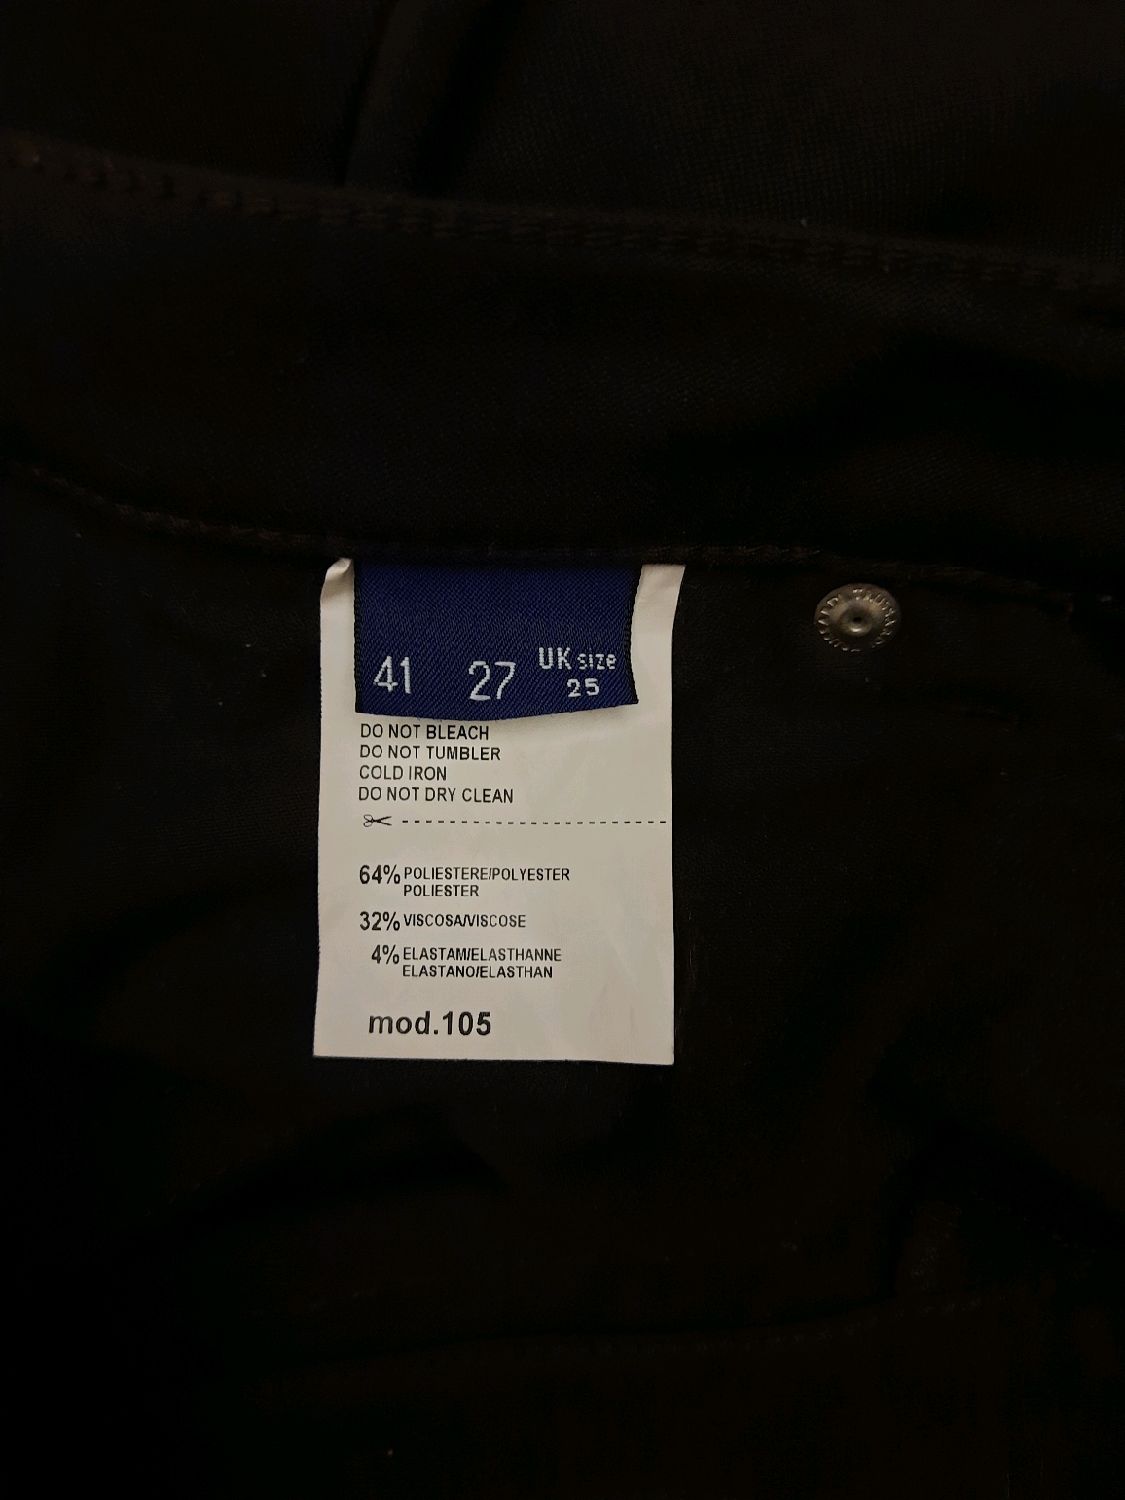 41 27 UK size
25
DO NOT BLEACH
DO NOT TUMBLER
COLD IRON
DO NOT DRY CLEAN
64% POLIESTERE/POLYESTER
POLIESTER
32% VISCOSA/VISCOSE
4% ELASTAM/ELASTHANNE
ELASTANO/ELASTHAN
mod.105